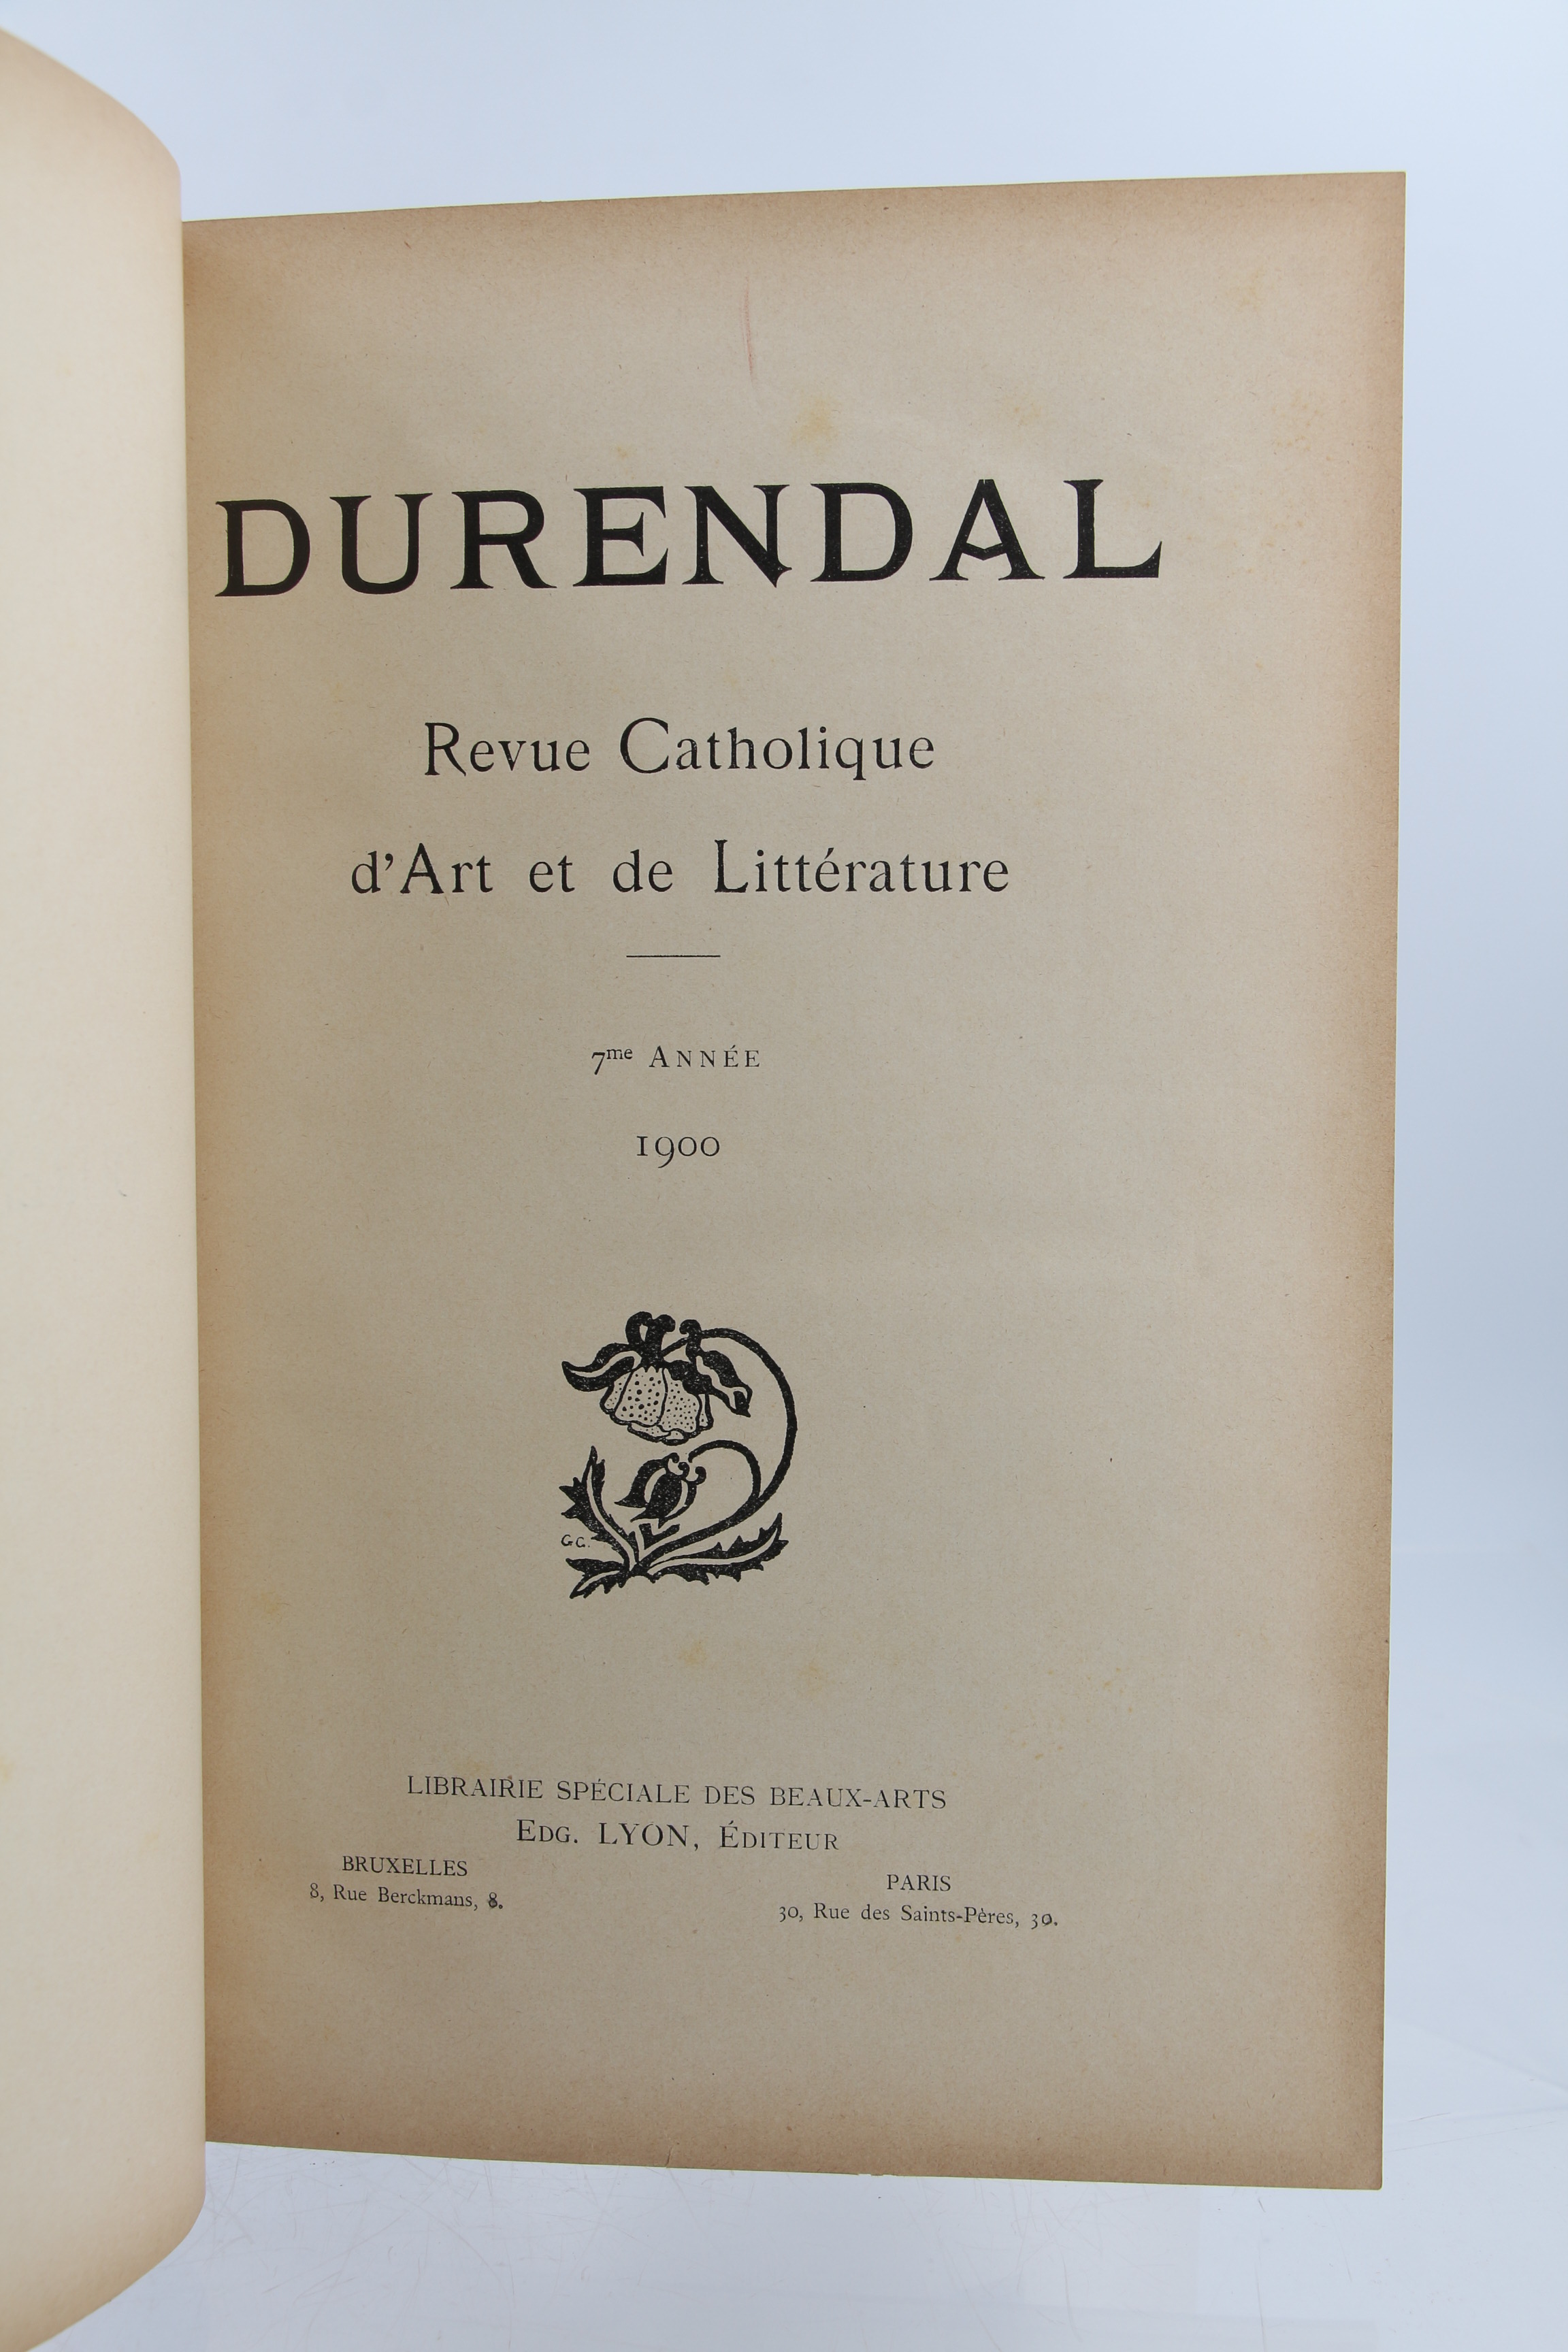 DURENDAL
Revue Catholique
d'Art et de Littérature
7me ANNÉE
1900
G C.
LIBRAIRIE SPÉCIALE DES BEAUX-ARTS
EDG. LYON, ÉDITEUR
BRUXELLES
8, Rue Berckmans, 8.
PARIS
30, Rue des Saints-Pères, 30.